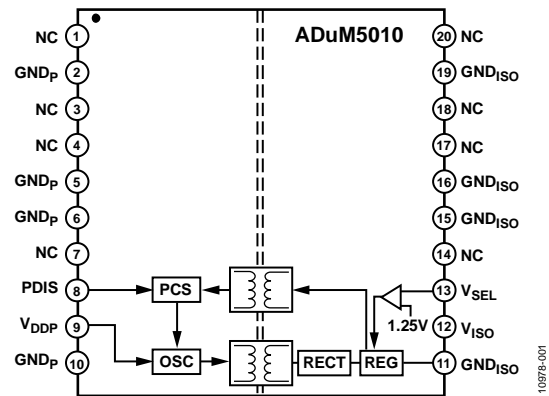 ADuM5010
NC 1
GNDP 2
NC 3
NC 4
GNDP 5
GNDP 6
NC 7
PDIS 8
VDDP 9
GNDP 10
20 NC
19 GNDISO
18 NC
17 NC
16 GNDISO
15 GNDISO
14 NC
13 VSEL
12 VISO
11 GNDISO
PCS
OSC
RECT
REG
1.25V
10978-001